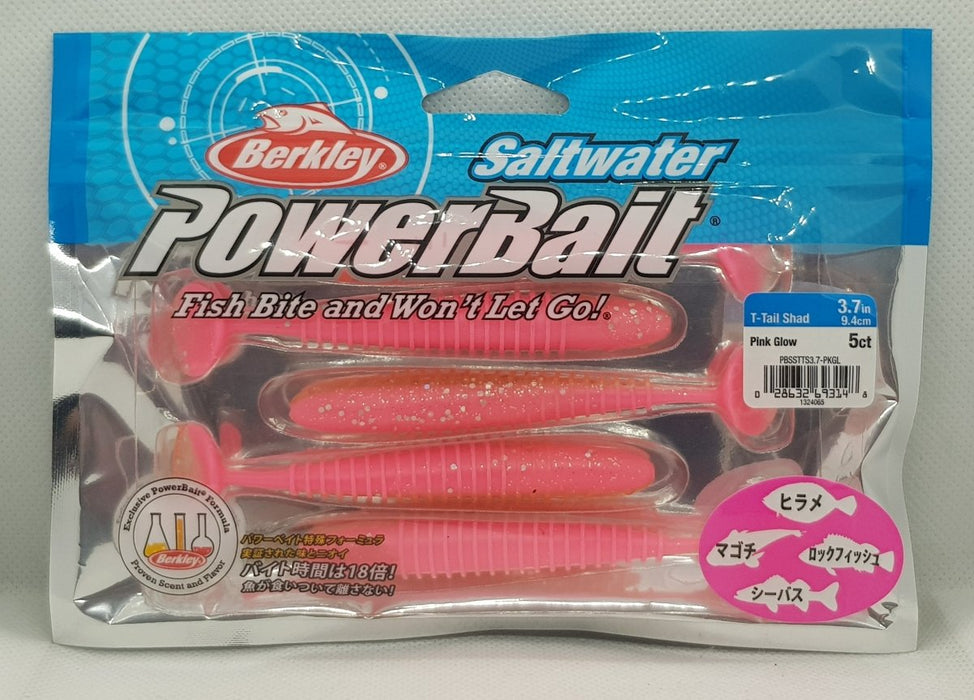 Berkley®
Saltwater
PowerBait®
Fish Bite and Won't Let Go!®
T-Tail Shad
3.7in
9.4cm
Pink Glow
5ct
PBSSTTS3.7-PKGL
0 28632 69314 8
1324065
Exclusive PowerBait® Formula
Berkley
Proven Scent and Flavor
パワーベイト特殊フォーミュラ
実証された味とニオイ
バイト時間は18倍!
魚が食いついて離さない!
ヒラメ
マゴチ
ロックフィッシュ
シーバス